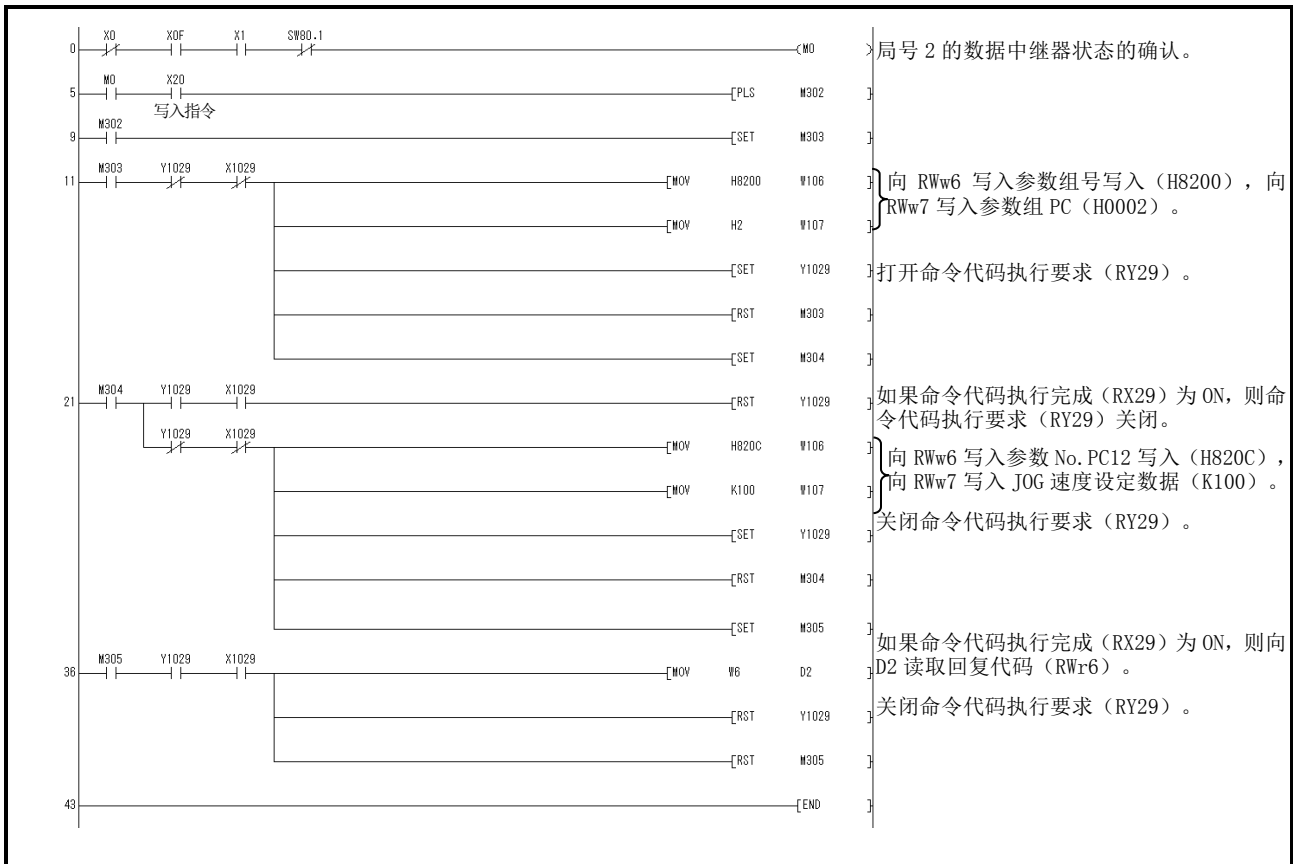 X0 X0F X1 SW80.1
0 (M0 ) 局号 2 的数据中继器状态的确认。
M0 X20
5 [PLS M302 ]
写入指令
M302
9 [SET M303 ]
M303 Y1029 X1029
11 [MOV H8200 W106 ] 向 RWw6 写入参数组号写入（H8200），向
RWw7 写入参数组 PC（H0002）。
[MOV H2 W107 ]
[SET Y1029 ] 打开命令代码执行要求（RY29）。
[RST M303 ]
[SET M304 ]
M304 Y1029 X1029
21 [RST Y1029 ] 如果命令代码执行完成（RX29）为 ON，则命
令代码执行要求（RY29）关闭。
Y1029 X1029
[MOV H820C W106 ] 向 RWw6 写入参数 No.PC12 写入（H820C），
[MOV K100 W107 ] 向 RWw7 写入 JOG 速度设定数据（K100）。
[SET Y1029 ] 关闭命令代码执行要求（RY29）。
[RST M304 ]
[SET M305 ]
如果命令代码执行完成（RX29）为 ON，则向
M305 Y1029 X1029
36 [MOV W6 D2 ] D2 读取回复代码（RWr6）。
[RST Y1029 ] 关闭命令代码执行要求（RY29）。
[RST M305 ]
43 [END ]